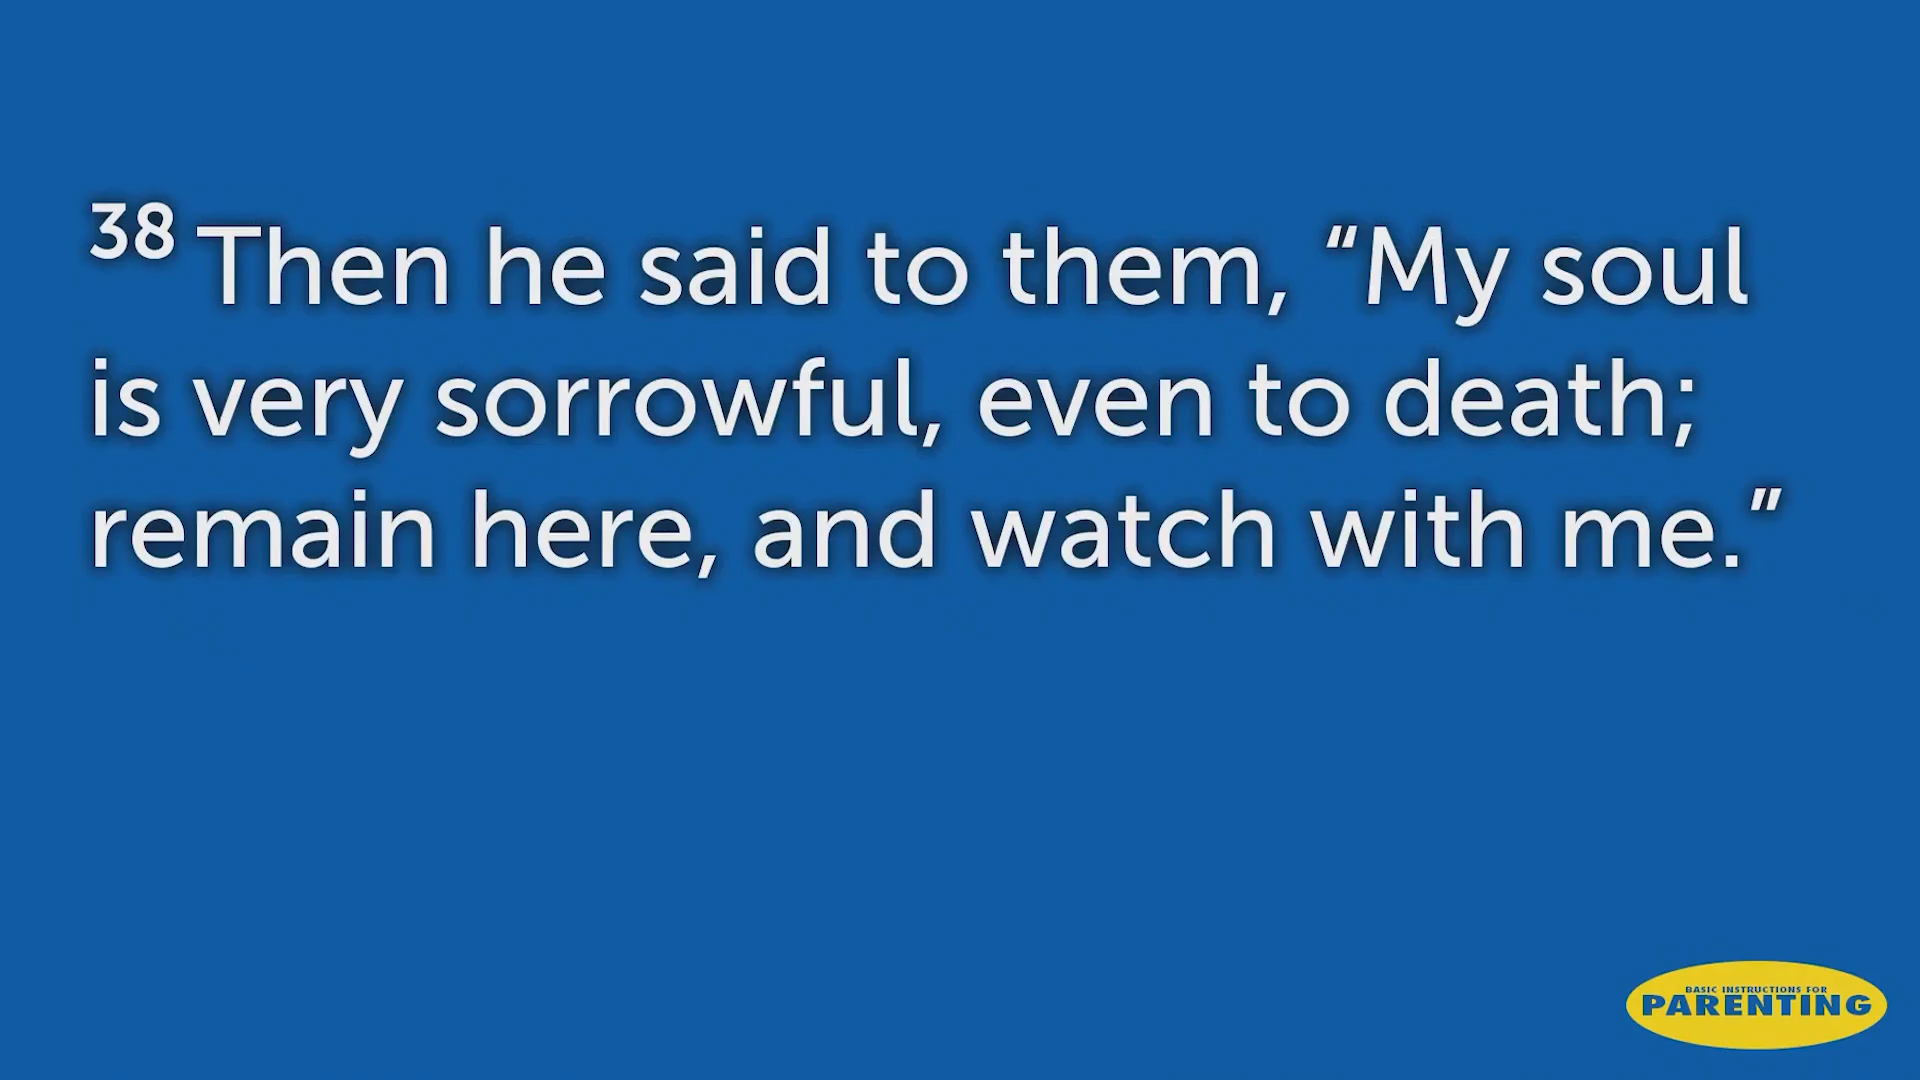 38 Then he said to them, “My soul
is very sorrowful, even to death;
remain here, and watch with me.”
BASIC INSTRUCTIONS FOR
PARENTING